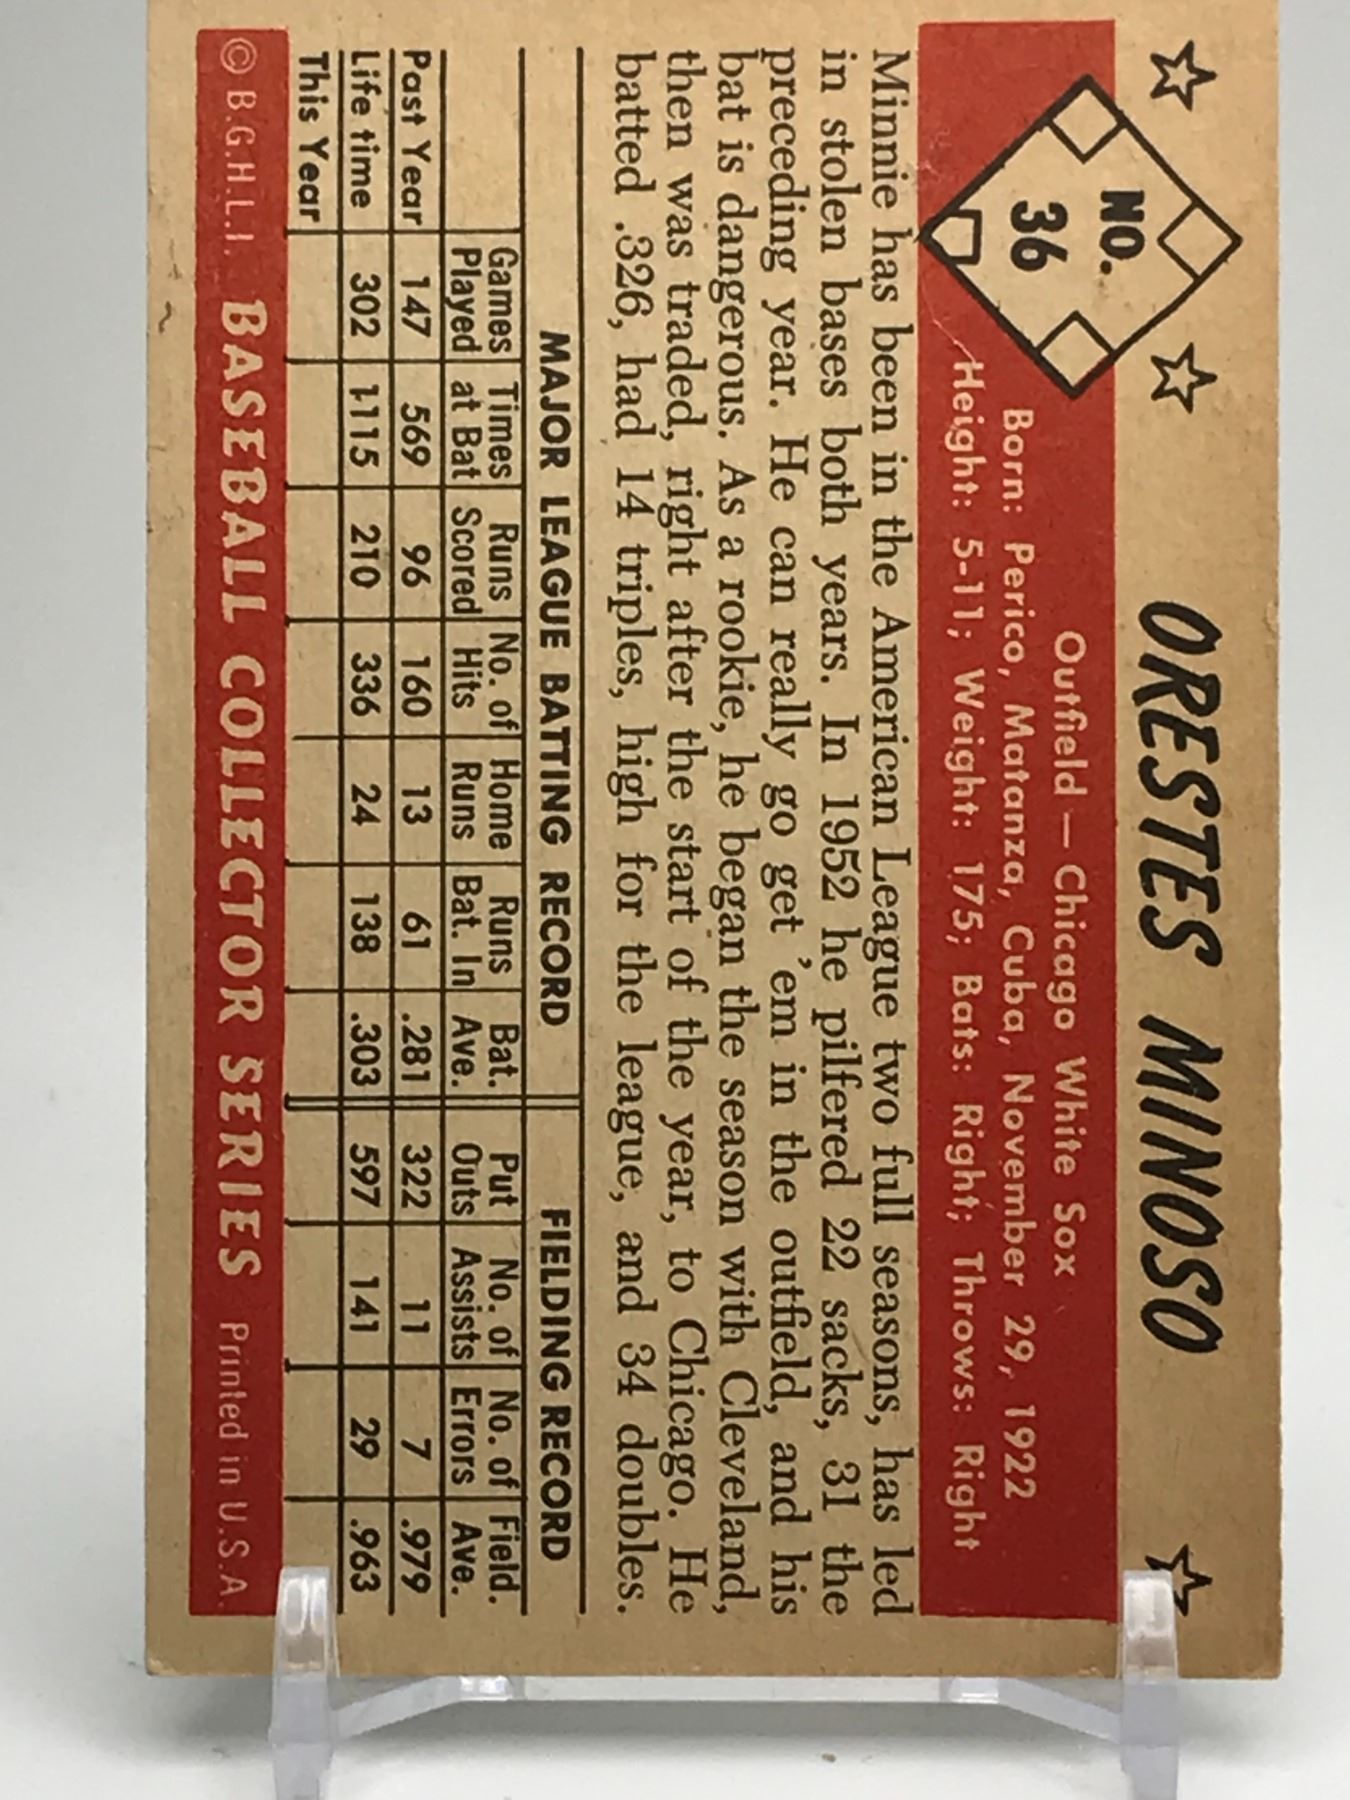 NO.
36
ORESTES MINOSO
Outfield — Chicago White Sox
Born: Perico, Matanza, Cuba, November 29, 1922
Height: 5-11; Weight: 175; Bats: Right; Throws: Right
Minnie has been in the American League two full seasons, has led
in stolen bases both years. In 1952 he pilfered 22 sacks, 31 the
preceding year. He can really go get 'em in the outfield, and his
bat is dangerous. As a rookie, he began the season with Cleveland,
then was traded, right after the start of the year, to Chicago. He
batted .326, had 14 triples, high for the league, and 34 doubles.
MAJOR LEAGUE BATTING RECORD FIELDING RECORD
Games Times Runs No. of Home Runs Bat. Put No. of No. of Field.
Played at Bat Scored Hits Runs Bat. In Ave. Outs Assists Errors Ave.
Past Year 147 569 96 160 13 61 .281 322 11 7 .979
Life time 302 1115 210 336 24 138 .303 597 141 29 .963
This Year
© B.G.H.L.I. BASEBALL COLLECTOR SERIES Printed in U.S.A.